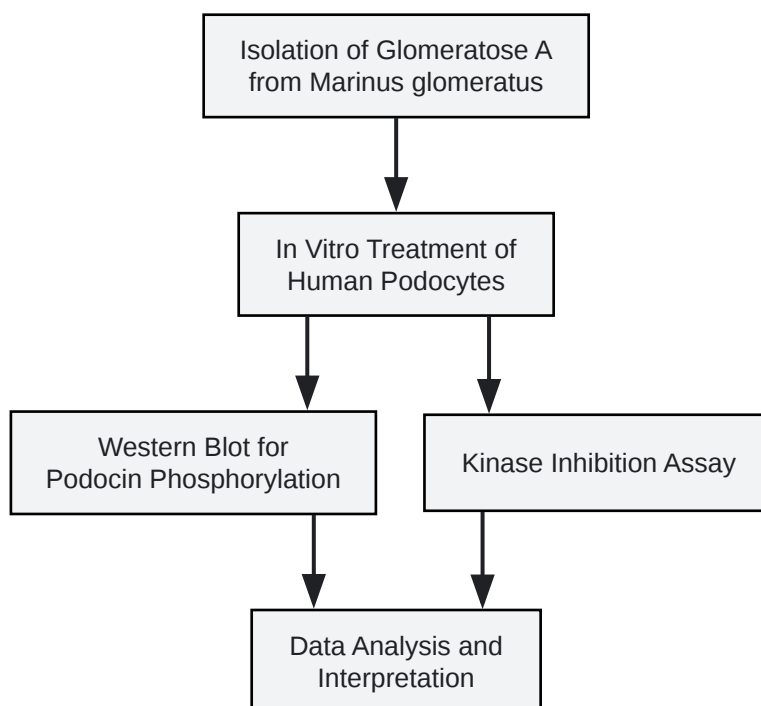 Isolation of Glomeratose A
from Marinus glomeratus
In Vitro Treatment of
Human Podocytes
Western Blot for
Podocin Phosphorylation
Kinase Inhibition Assay
Data Analysis and
Interpretation